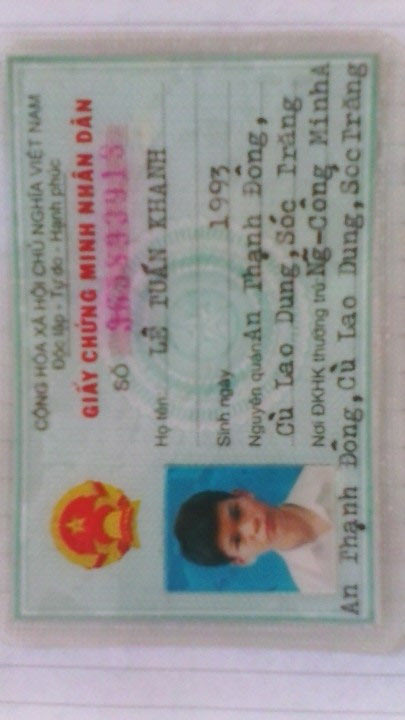 CỘNG HÒA XÃ HỘI CHỦ NGHĨA VIỆT NAM
Độc lập - Tự do - Hạnh phúc
GIẤY CHỨNG MINH NHÂN DÂN
SỐ
Họ tên: LÊ TUẤN KHANH
Sinh ngày 1993
Nguyên quán An Thạnh Đông,
Cù Lao Dung, Sóc Trăng
Nơi ĐKHK thường trú: Ng-Công MinhA
An Thạnh Đông, Cù Lao Dung, Sóc Trăng